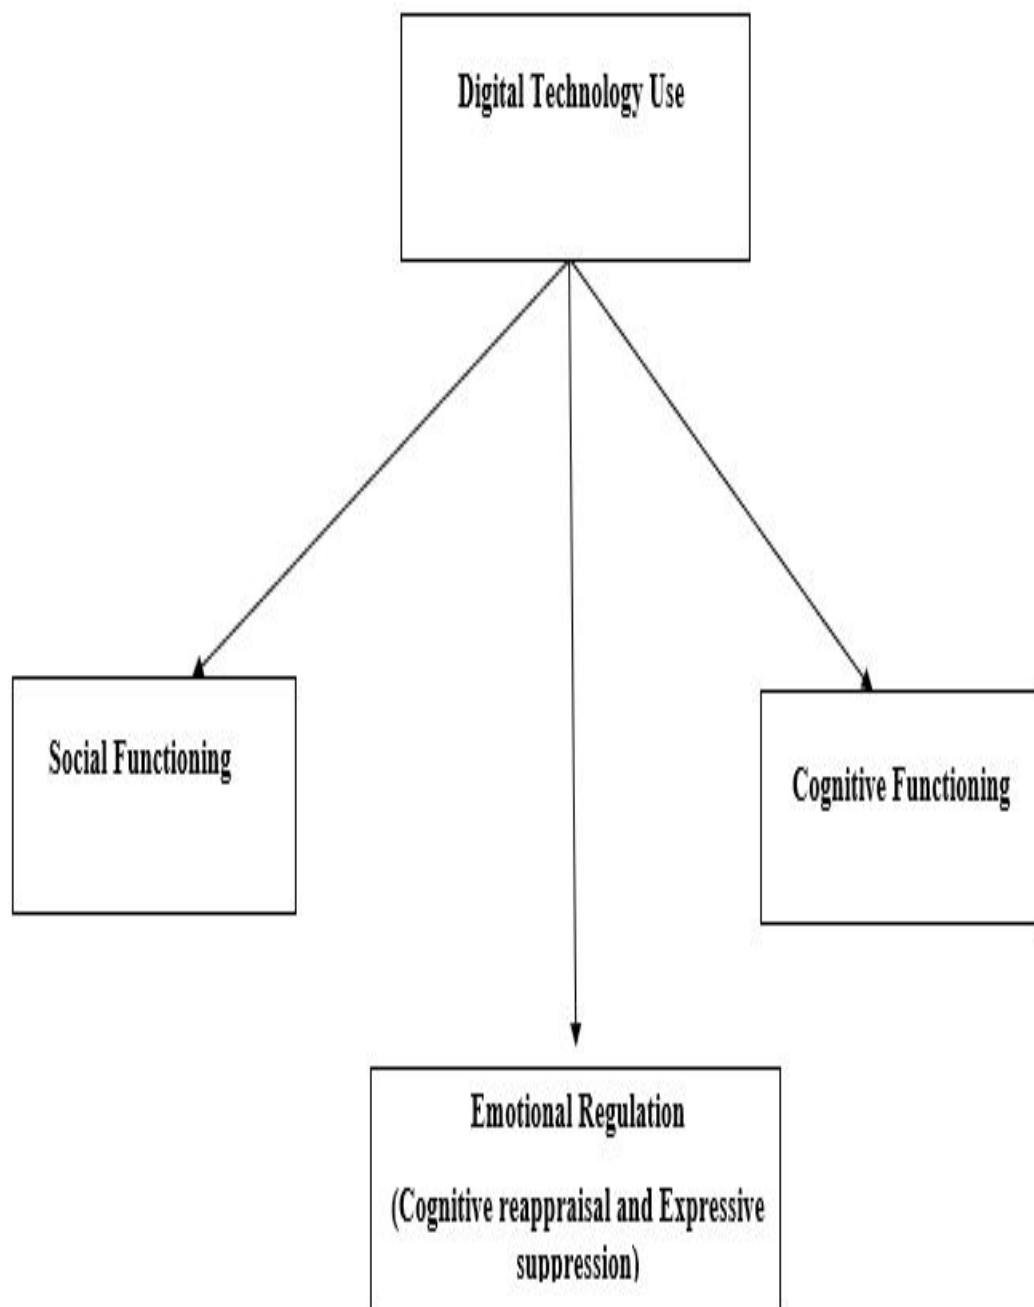 Digital Technology Use
Social Functioning
Cognitive Functioning
Emotional Regulation
(Cognitive reappraisal and Expressive
suppression)